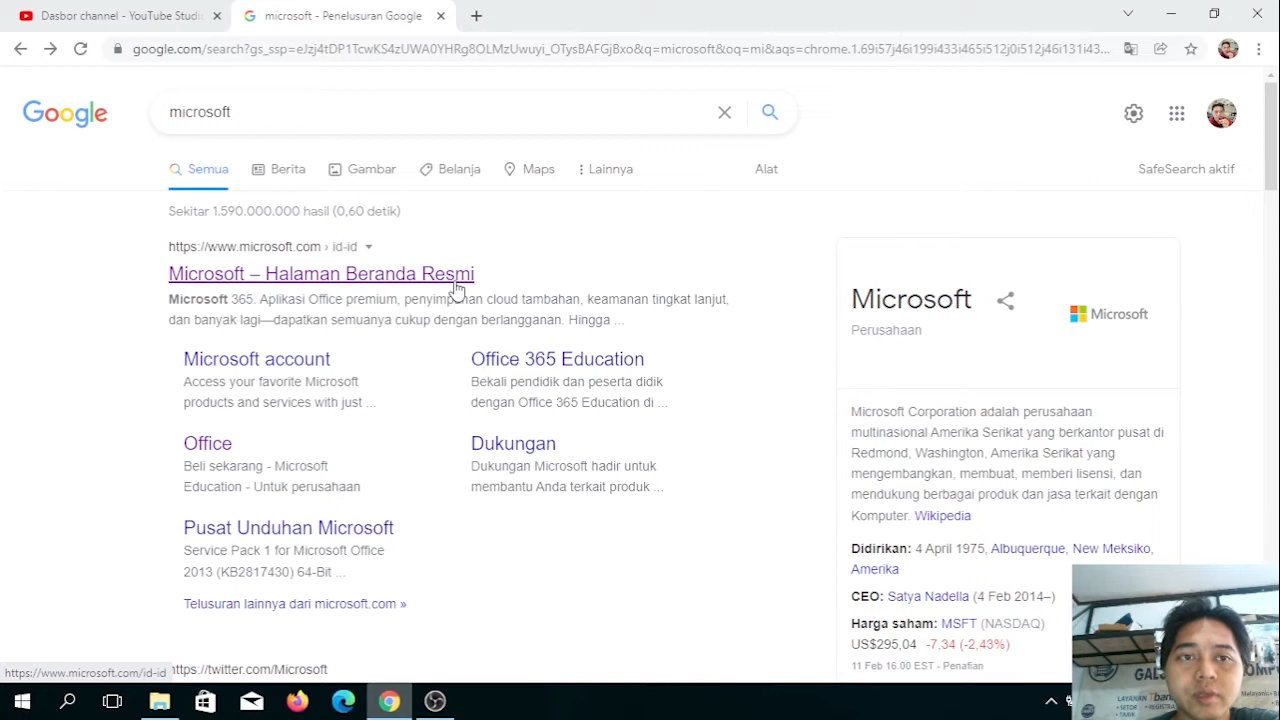 Dasbor channel - YouTube Studi
microsoft - Penelusuran Google
google.com/search?gs_ssp=eJzj4tDP1TcwKS4zUWA0YHRg8OLMzUwuyi_OTysBAFGjBxo&q=microsoft&oq=mi&aqs=chrome.1.69i57j46i199i433i465i512j0i512j46i131i43...
Google
microsoft
Semua
Berita
Gambar
Belanja
Maps
Lainnya
Alat
SafeSearch aktif
Sekitar 1.590.000.000 hasil (0,60 detik)
https://www.microsoft.com › id-id
Microsoft – Halaman Beranda Resmi
Microsoft 365. Aplikasi Office premium, penyimpanan cloud tambahan, keamanan tingkat lanjut,
dan banyak lagi—dapatkan semuanya cukup dengan berlangganan. Hingga ...
Microsoft account
Access your favorite Microsoft
products and services with just ...
Office 365 Education
Bekali pendidik dan peserta didik
dengan Office 365 Education di ...
Office
Beli sekarang - Microsoft
Education - Untuk perusahaan
Dukungan
Dukungan Microsoft hadir untuk
membantu Anda terkait produk ...
Pusat Unduhan Microsoft
Service Pack 1 for Microsoft Office
2013 (KB2817430) 64-Bit ...
Telusuran lainnya dari microsoft.com »
https://twitter.com/Microsoft
https://www.microsoft.com/id-id
Microsoft
Perusahaan
Microsoft
Microsoft Corporation adalah perusahaan
multinasional Amerika Serikat yang berkantor pusat di
Redmond, Washington, Amerika Serikat yang
mengembangkan, membuat, memberi lisensi, dan
mendukung berbagai produk dan jasa terkait dengan
Komputer. Wikipedia
Didirikan: 4 April 1975, Albuquerque, New Meksiko,
Amerika
CEO: Satya Nadella (4 Feb 2014–)
Harga saham: MSFT (NASDAQ)
US$295,04 -7,34 (-2,43%)
11 Feb 16.00 EST - Penafian
LAYANAN
- SETOR
- TARIK